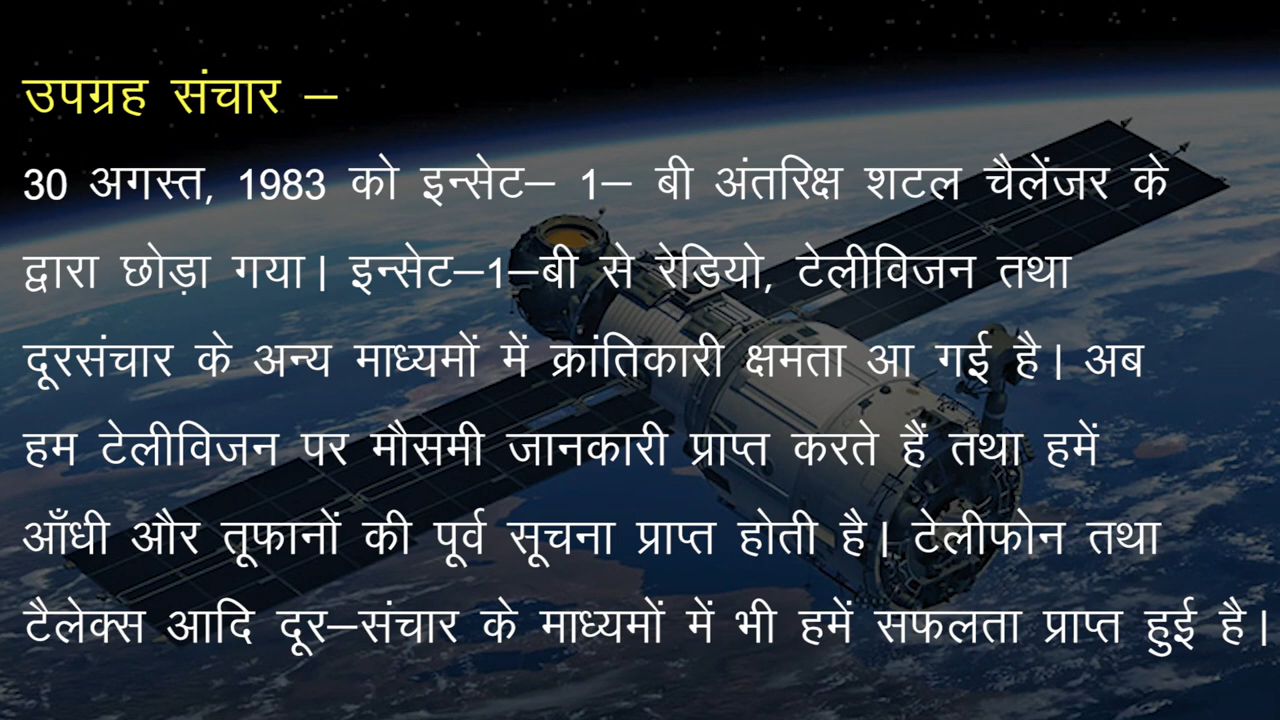 उपग्रह संचार –
30 अगस्त, 1983 को इन्सेट– 1– बी अंतरिक्ष शटल चैलेंजर के
द्वारा छोड़ा गया। इन्सेट–1–बी से रेडियो, टेलीविजन तथा
दूरसंचार के अन्य माध्यमों में क्रांतिकारी क्षमता आ गई है। अब
हम टेलीविजन पर मौसमी जानकारी प्राप्त करते हैं तथा हमें
आँधी और तूफानों की पूर्व सूचना प्राप्त होती है। टेलीफोन तथा
टैलेक्स आदि दूर–संचार के माध्यमों में भी हमें सफलता प्राप्त हुई है।